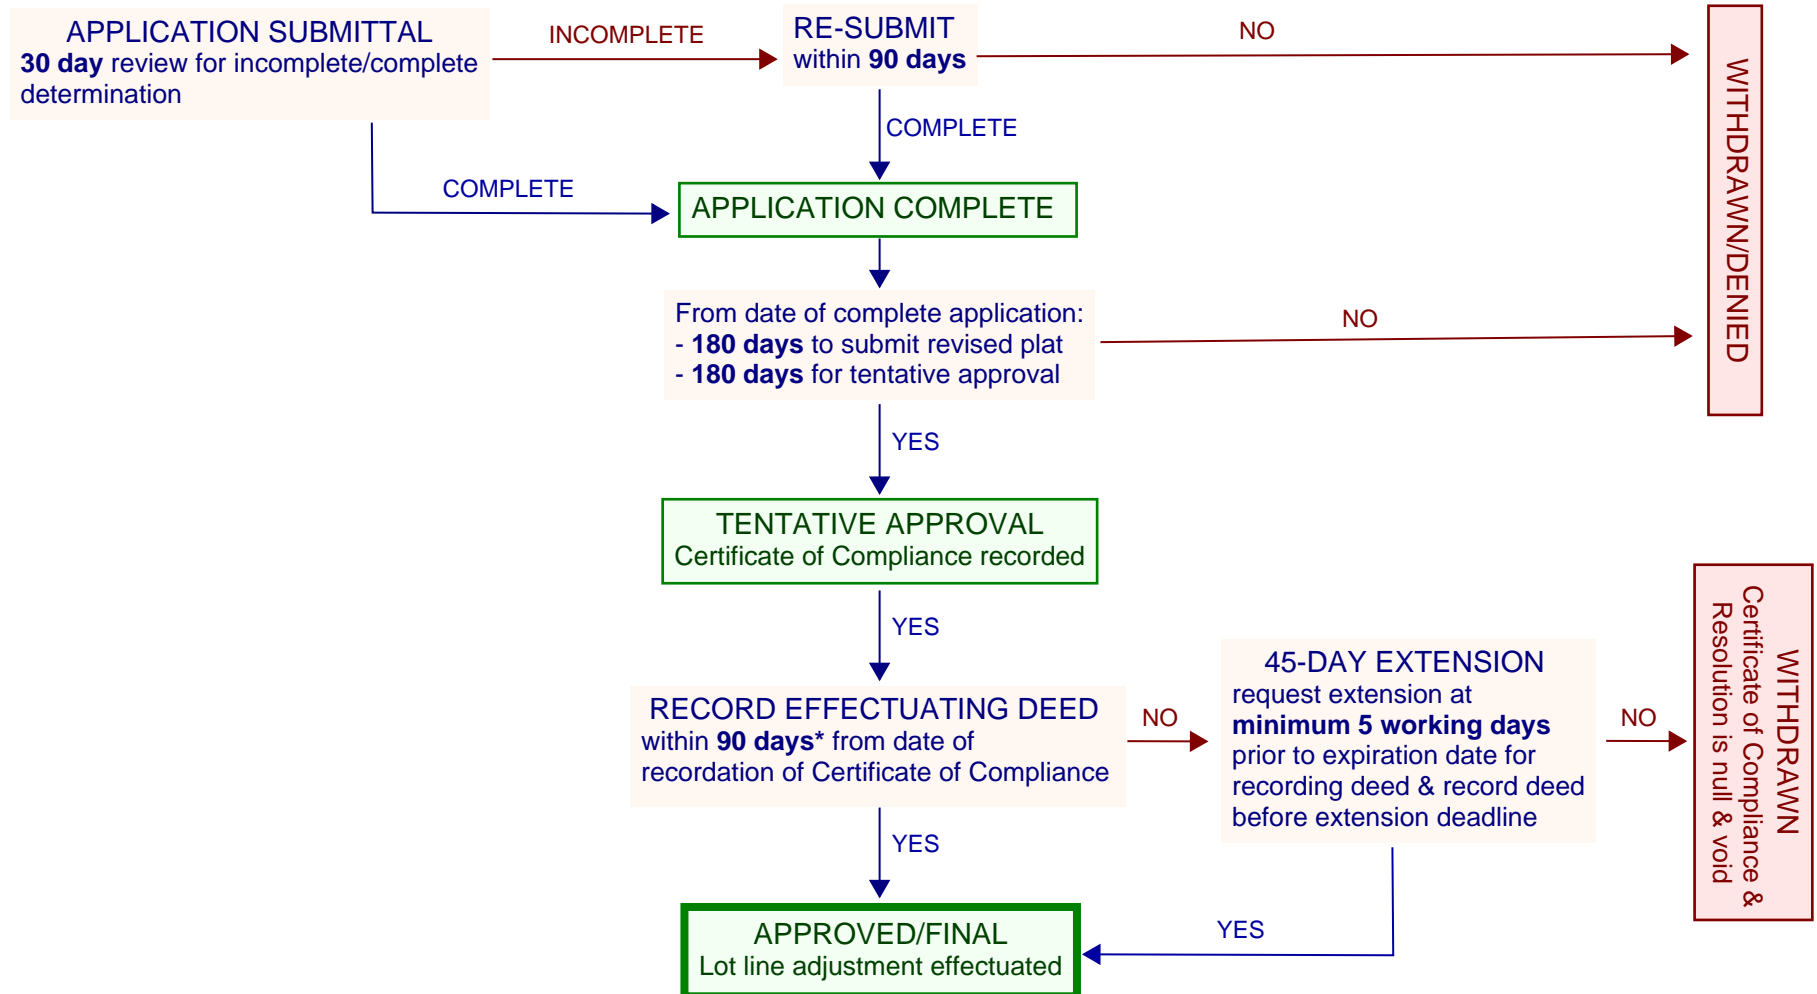 APPLICATION SUBMITTAL
30 day review for incomplete/complete
determination
INCOMPLETE
RE-SUBMIT
within 90 days
NO
WITHDRAWN/DENIED
COMPLETE
COMPLETE
APPLICATION COMPLETE
From date of complete application:
- 180 days to submit revised plat
- 180 days for tentative approval
NO
YES
TENTATIVE APPROVAL
Certificate of Compliance recorded
YES
RECORD EFFECTUATING DEED
within 90 days* from date of
recordation of Certificate of Compliance
NO
45-DAY EXTENSION
request extension at
minimum 5 working days
prior to expiration date for
recording deed & record deed
before extension deadline
NO
WITHDRAWN
Certificate of Compliance &
Resolution is null & void
YES
YES
APPROVED/FINAL
Lot line adjustment effectuated